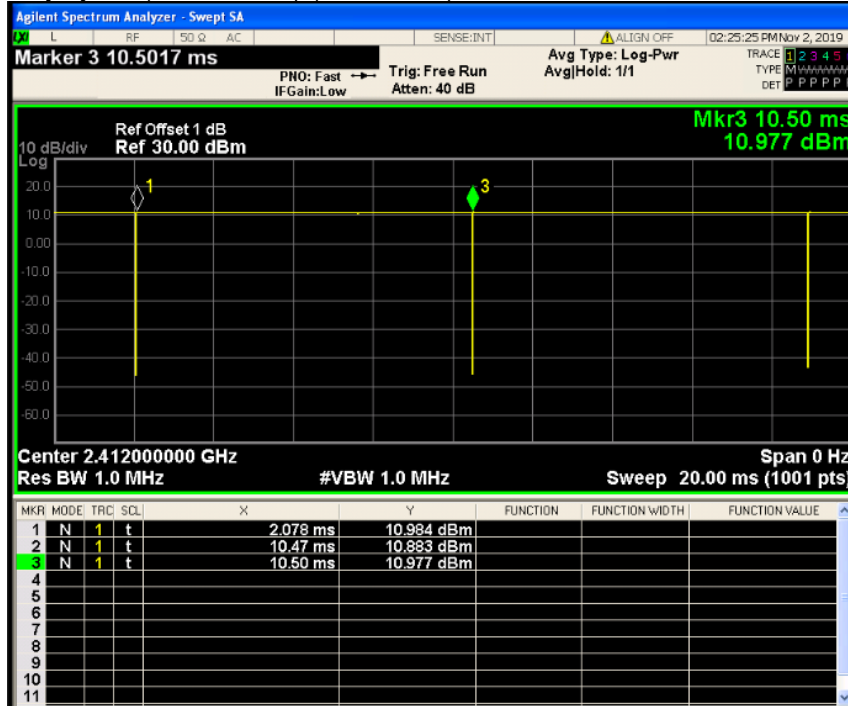 Agilent Spectrum Analyzer - Swept SA
LXI L RF 50 Ω AC SENSE:INT ALIGN OFF 02:25:25 PM Nov 2, 2019
Marker 3 10.5017 ms
PNO: Fast
IFGain:Low
Trig: Free Run
Atten: 40 dB
Avg Type: Log-Pwr
Avg|Hold: 1/1
TRACE 1 2 3 4 5
TYPE M
DET P P P P P
Mkr3 10.50 ms
10.977 dBm
10 dB/div
Log
Ref Offset 1 dB
Ref 30.00 dBm
20.0
10.0
0.00
-10.0
-20.0
-30.0
-40.0
-50.0
-60.0
1
3
Center 2.412000000 GHz Span 0 Hz
Res BW 1.0 MHz #VBW 1.0 MHz Sweep 20.00 ms (1001 pts)
MKR MODE TRC SCL X Y FUNCTION FUNCTION WIDTH FUNCTION VALUE
1 N 1 t 2.078 ms 10.984 dBm
2 N 1 t 10.47 ms 10.883 dBm
3 N 1 t 10.50 ms 10.977 dBm
4
5
6
7
8
9
10
11